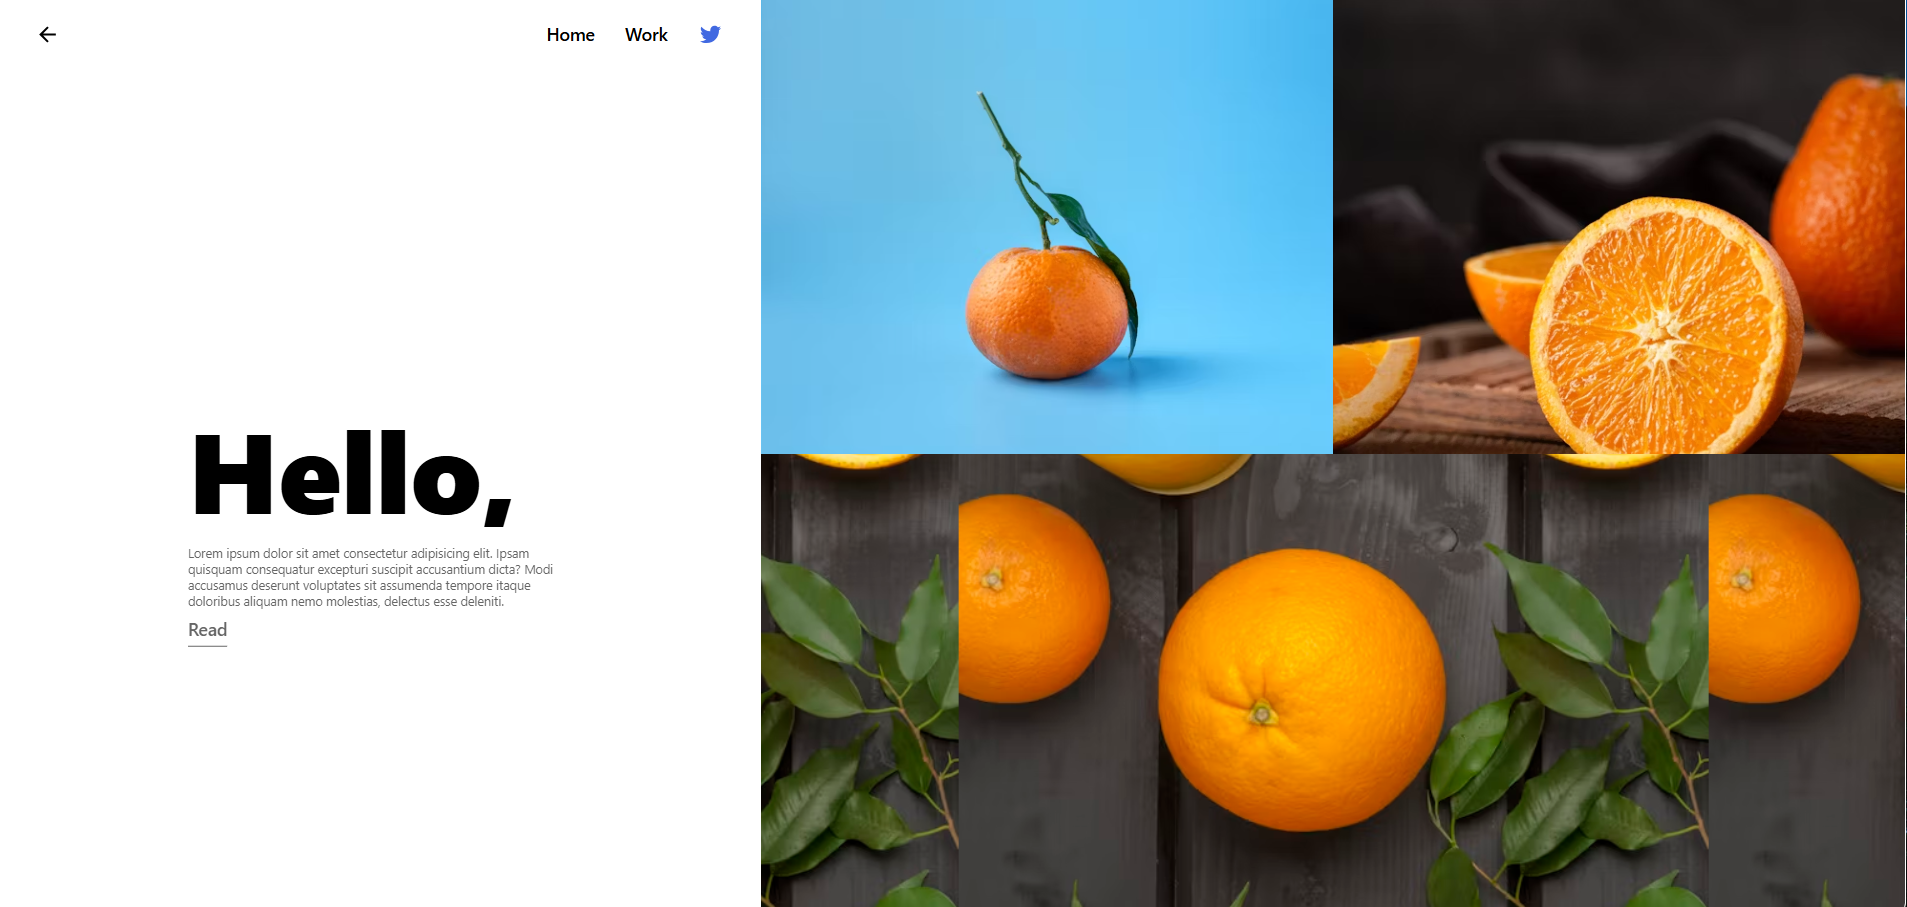 Home Work
Hello,
Lorem ipsum dolor sit amet consectetur adipisicing elit. Ipsam
quisquam consequatur excepturi suscipit accusantium dicta? Modi
accusamus deserunt voluptates sit assumenda tempore itaque
doloribus aliquam nemo molestias, delectus esse deleniti.
Read